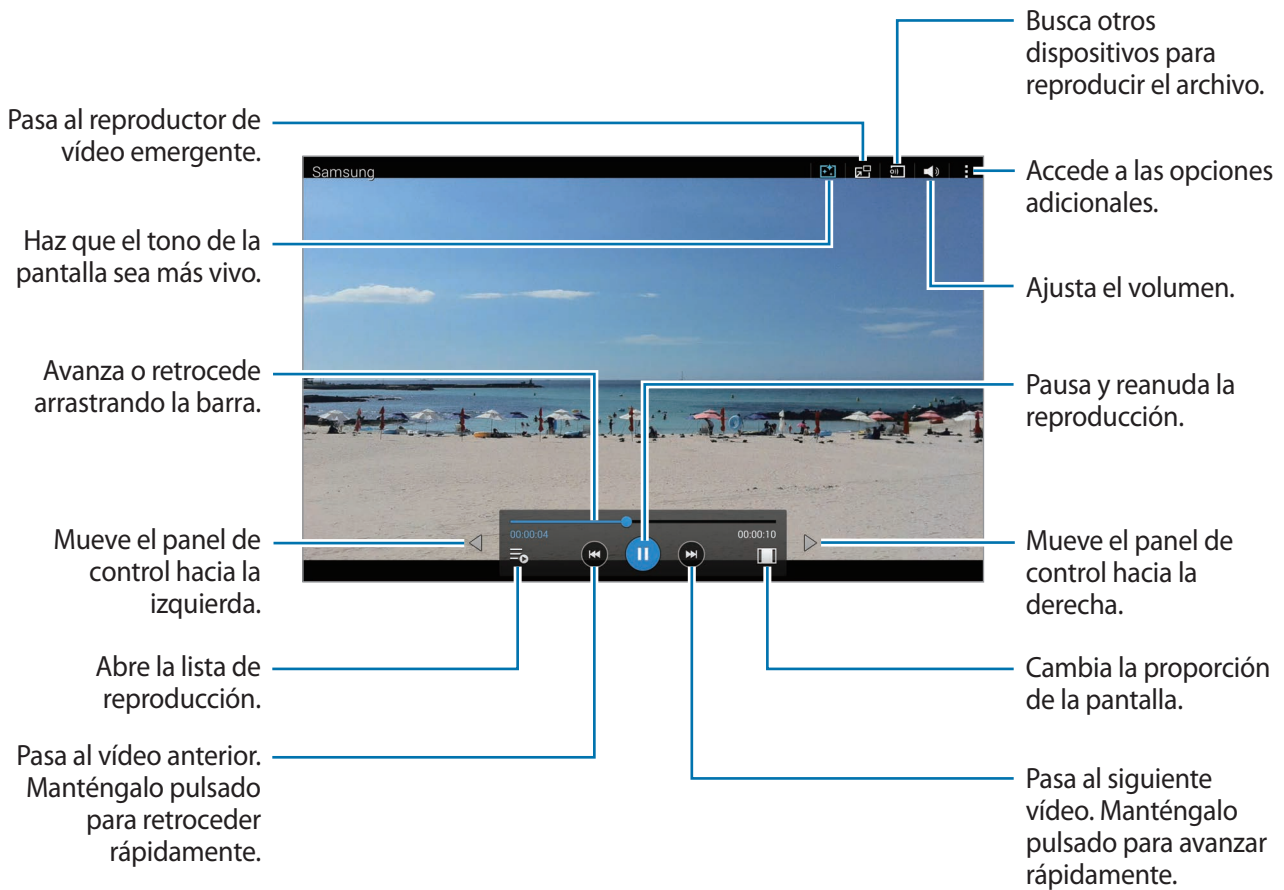 Busca otros
dispositivos para
reproducir el archivo.
Pasa al reproductor de
vídeo emergente.
Samsung
Accede a las opciones
adicionales.
Haz que el tono de la
pantalla sea más vivo.
Ajusta el volumen.
Avanza o retrocede
arrastrando la barra.
Pausa y reanuda la
reproducción.
00:00:04
00:00:10
Mueve el panel de
control hacia la
izquierda.
Mueve el panel de
control hacia la
derecha.
Abre la lista de
reproducción.
Cambia la proporción
de la pantalla.
Pasa al vídeo anterior.
Manténgalo pulsado
para retroceder
rápidamente.
Pasa al siguiente
vídeo. Manténgalo
pulsado para avanzar
rápidamente.